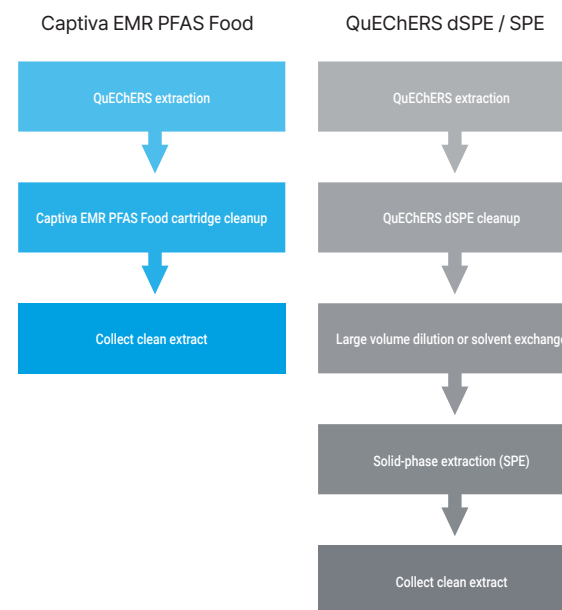 Captiva EMR PFAS Food
QuEChERS extraction
Captiva EMR PFAS Food cartridge cleanup
Collect clean extract
QuEChERS dSPE / SPE
QuEChERS extraction
QuEChERS dSPE cleanup
Large volume dilution or solvent exchange
Solid-phase extraction (SPE)
Collect clean extract